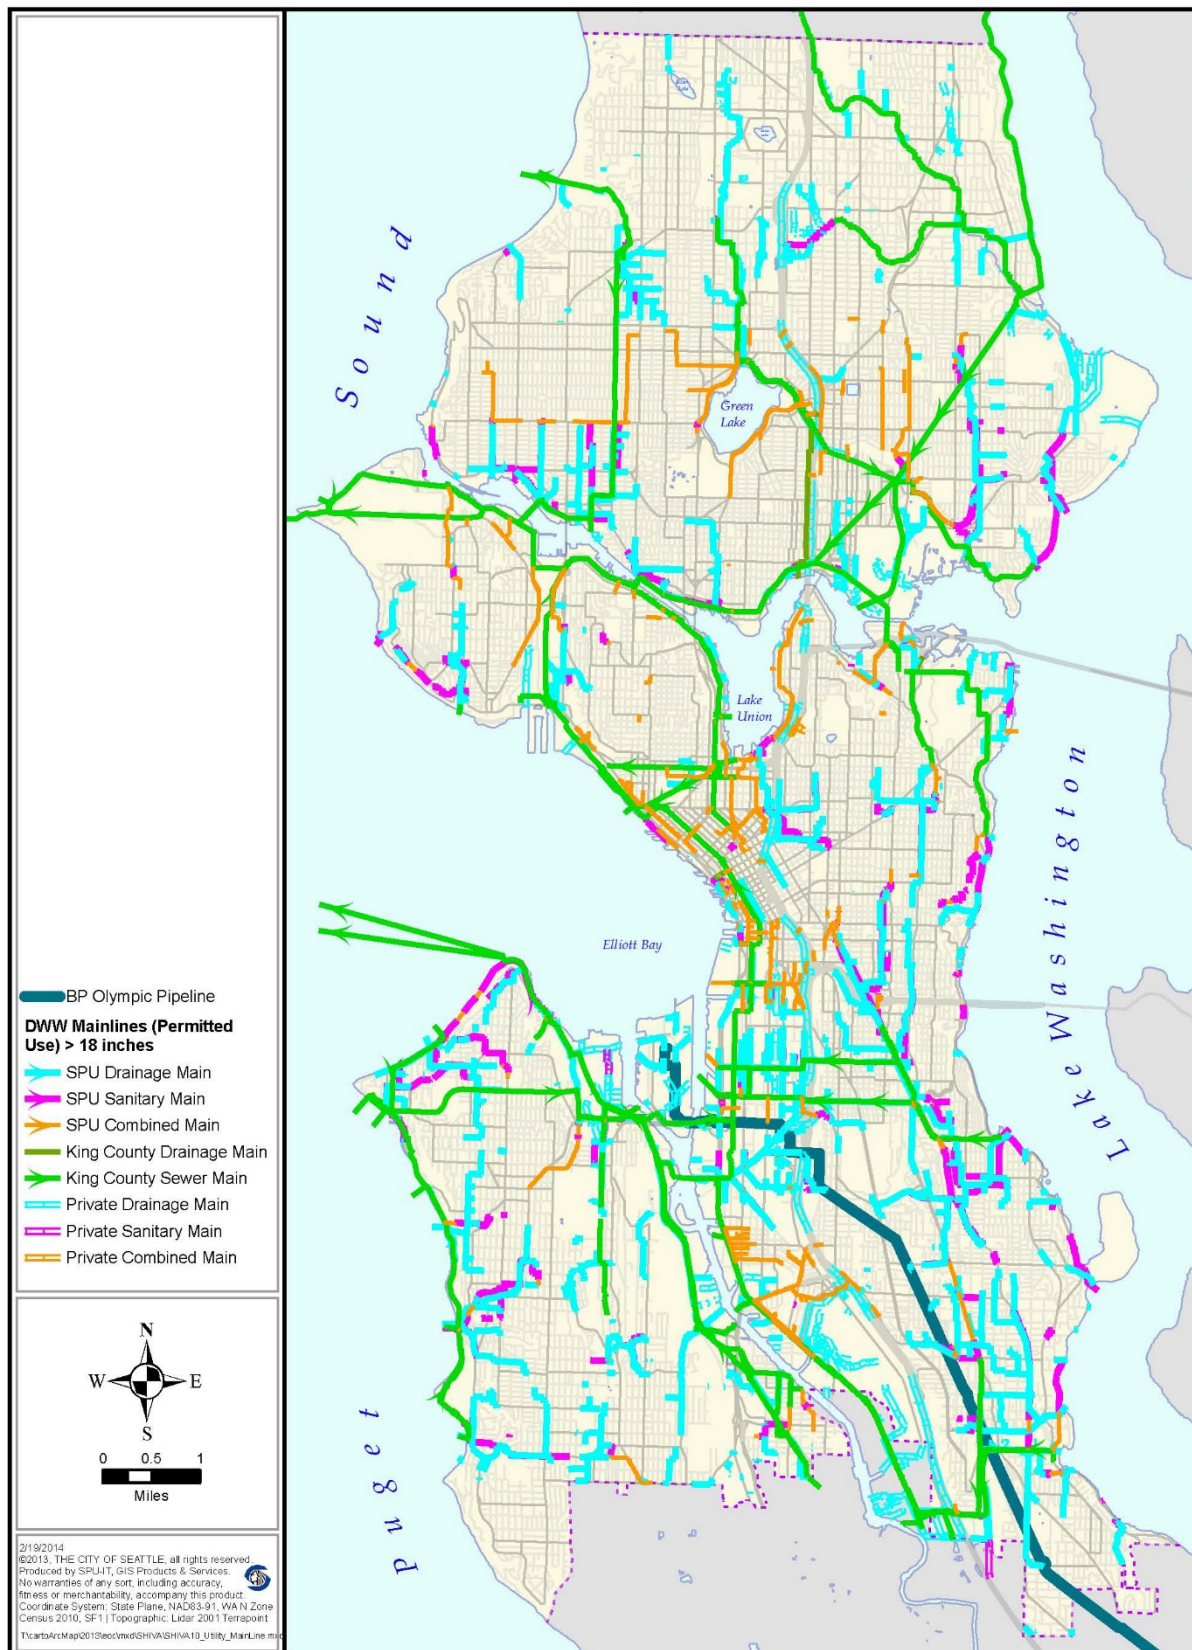 BP Olympic Pipeline
DWW Mainlines (Permitted
Use) > 18 inches
SPU Drainage Main
SPU Sanitary Main
SPU Combined Main
King County Drainage Main
King County Sewer Main
Private Drainage Main
Private Sanitary Main
Private Combined Main
N
W E
S
0 0.5 1
Miles
2/19/2014
©2013, THE CITY OF SEATTLE, all rights reserved.
Produced by SPU-IT, GIS Products & Services.
No warranties of any sort, including accuracy,
fitness or merchantability, accompany this product.
Coordinate System: State Plane, NAD83-91, WA N Zone
Census 2010, SF1 | Topographic: Lidar 2001 Terrapoint
Puget
Sound
Green
Lake
Lake
Union
Elliott Bay
Lake Washington